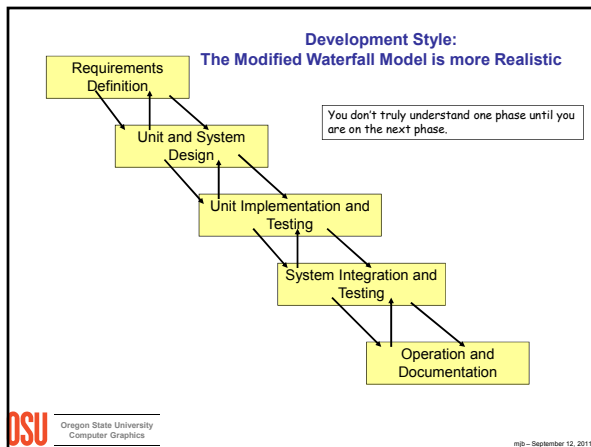 Development Style:
The Modified Waterfall Model is more Realistic
Requirements
Definition
You don't truly understand one phase until you
are on the next phase.
Unit and System
Design
Unit Implementation and
Testing
System Integration and
Testing
Operation and
Documentation
OSU
Oregon State University
Computer Graphics
mjb – September 12, 2011